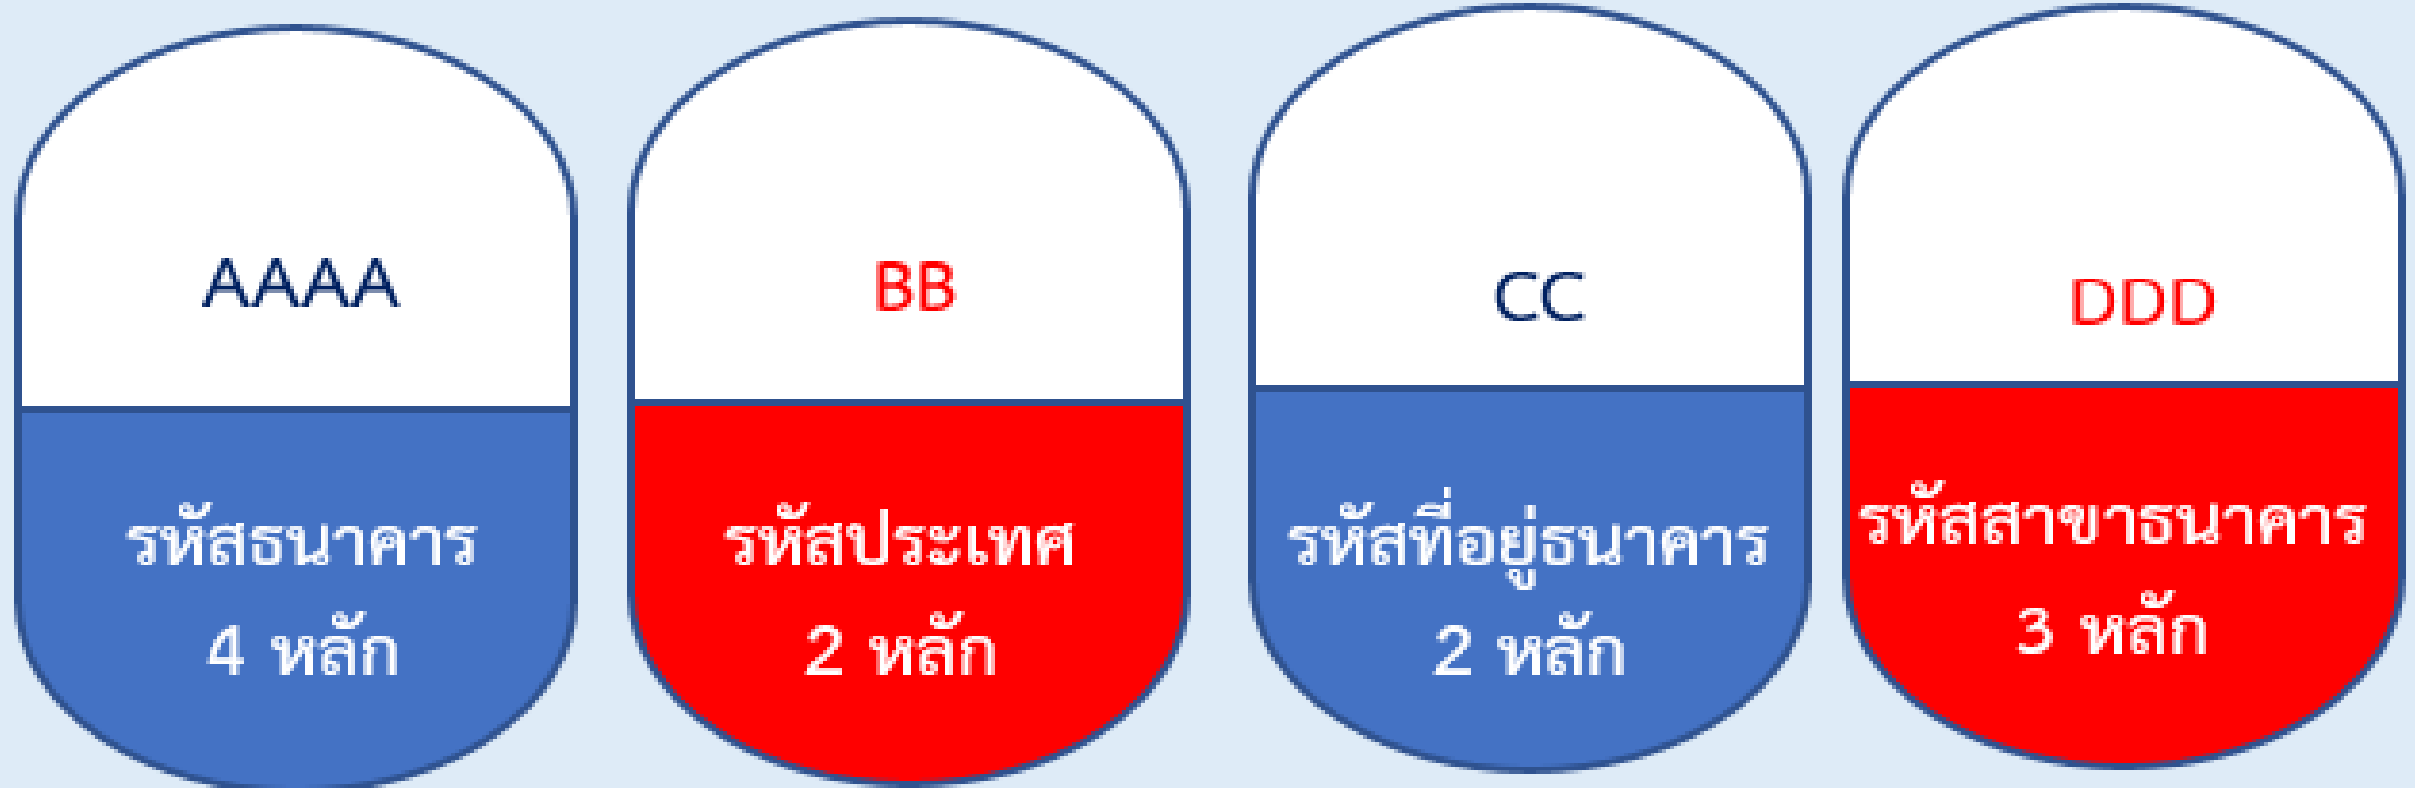 AAAA
รหัสธนาคาร
4 หลัก
BB
รหัสประเทศ
2 หลัก
CC
รหัสที่อยู่ธนาคาร
2 หลัก
DDD
รหัสสาขาธนาคาร
3 หลัก